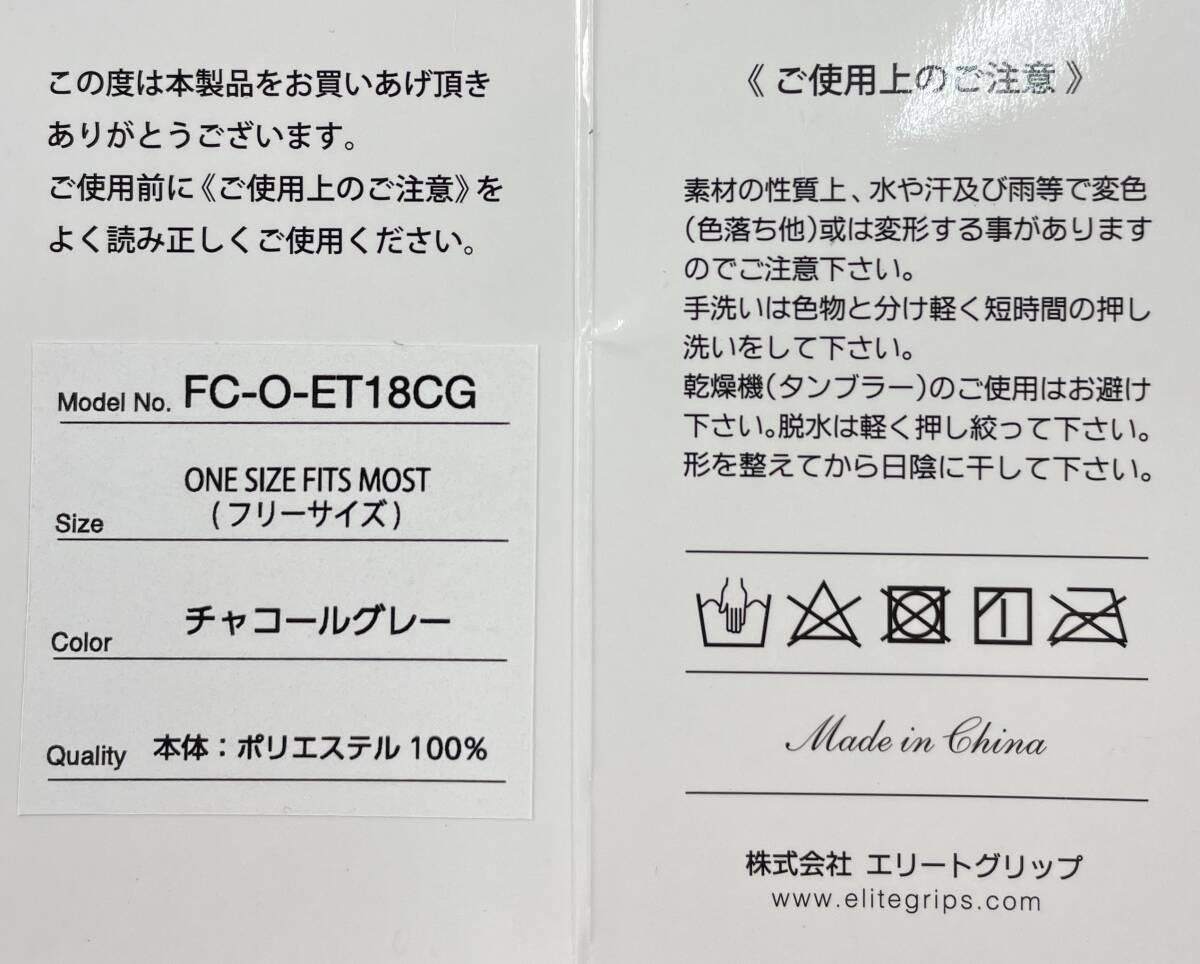 この度は本製品をお買いあげ頂き
ありがとうございます。
ご使用前に《ご使用上のご注意》を
よく読み正しくご使用ください。
Model No. FC-O-ET18CG
ONE SIZE FITS MOST
Size (フリーサイズ)
Color チャコールグレー
Quality 本体：ポリエステル100%
《ご使用上のご注意》
素材の性質上、水や汗及び雨等で変色
(色落ち他)或は変形する事があります
のでご注意下さい。
手洗いは色物と分け軽く短時間の押し
洗いをして下さい。
乾燥機(タンブラー)のご使用はお避け
下さい。脱水は軽く押し絞って下さい。
形を整えてから日陰に干して下さい。
Made in China
株式会社 エリートグリップ
www.elitegrips.com